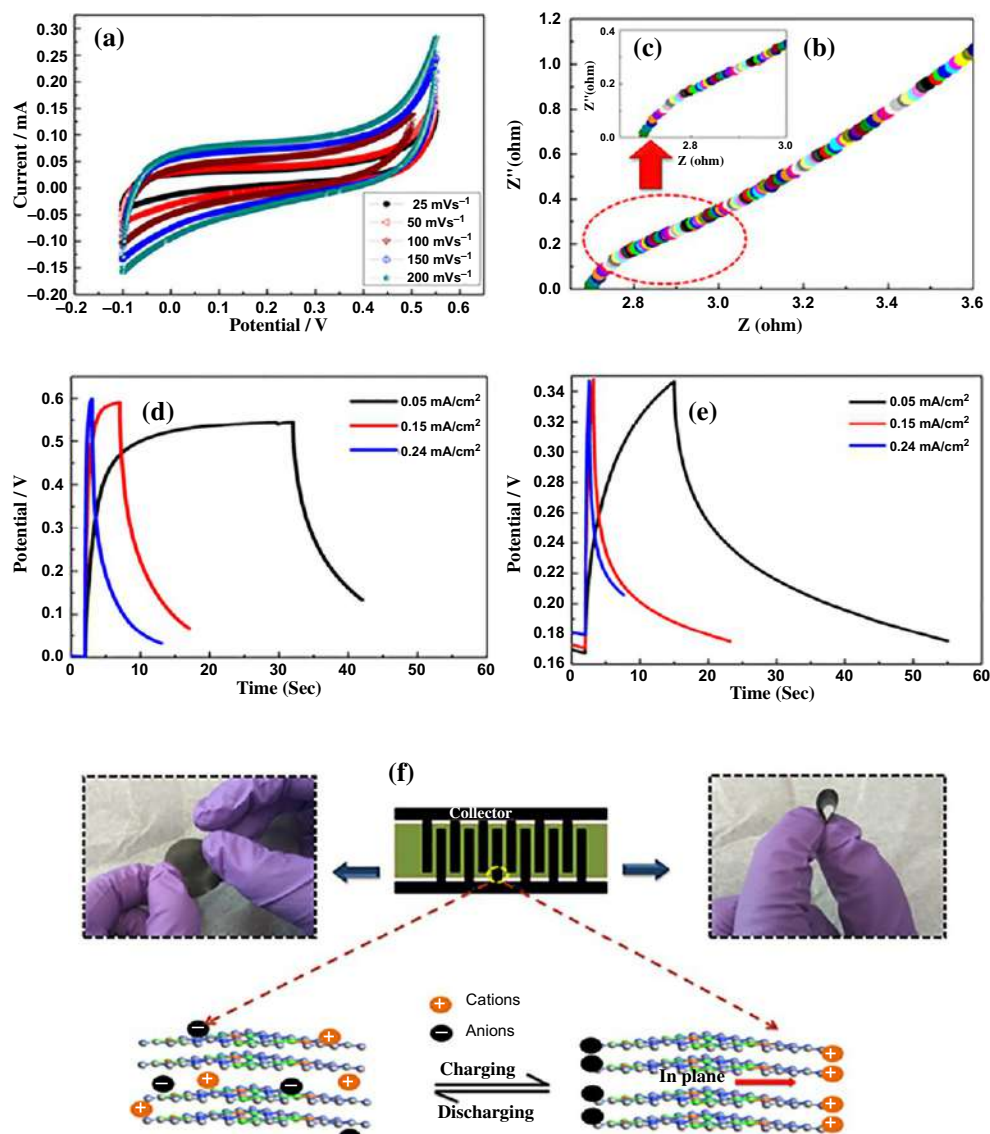 (a)
0.30
0.25
0.20
0.15
0.10
0.05
0.00
–0.05
–0.10
–0.15
–0.20
Current / mA
–0.2 –0.1 0.0 0.1 0.2 0.3 0.4 0.5 0.6
Potential / V
25 mVs⁻¹
50 mVs⁻¹
100 mVs⁻¹
150 mVs⁻¹
200 mVs⁻¹
(b)
1.2
1.0
0.8
0.6
0.4
0.2
0.0
Z"(ohm)
2.8 3.0 3.2 3.4 3.6
Z (ohm)
(c)
0.4
0.2
0.0
Z"(ohm)
2.7 3.0
Z (ohm)
(d)
0.6
0.5
0.4
0.3
0.2
0.1
0.0
Potential / V
0 10 20 30 40 50 60
Time (Sec)
0.05 mA/cm²
0.15 mA/cm²
0.24 mA/cm²
(e)
0.34
0.32
0.30
0.28
0.26
0.24
0.22
0.20
0.18
0.16
Potential / V
0 10 20 30 40 50 60
Time (Sec)
0.05 mA/cm²
0.15 mA/cm²
0.24 mA/cm²
(f)
Collector
+ Cations
– Anions
Charging
Discharging
In plane